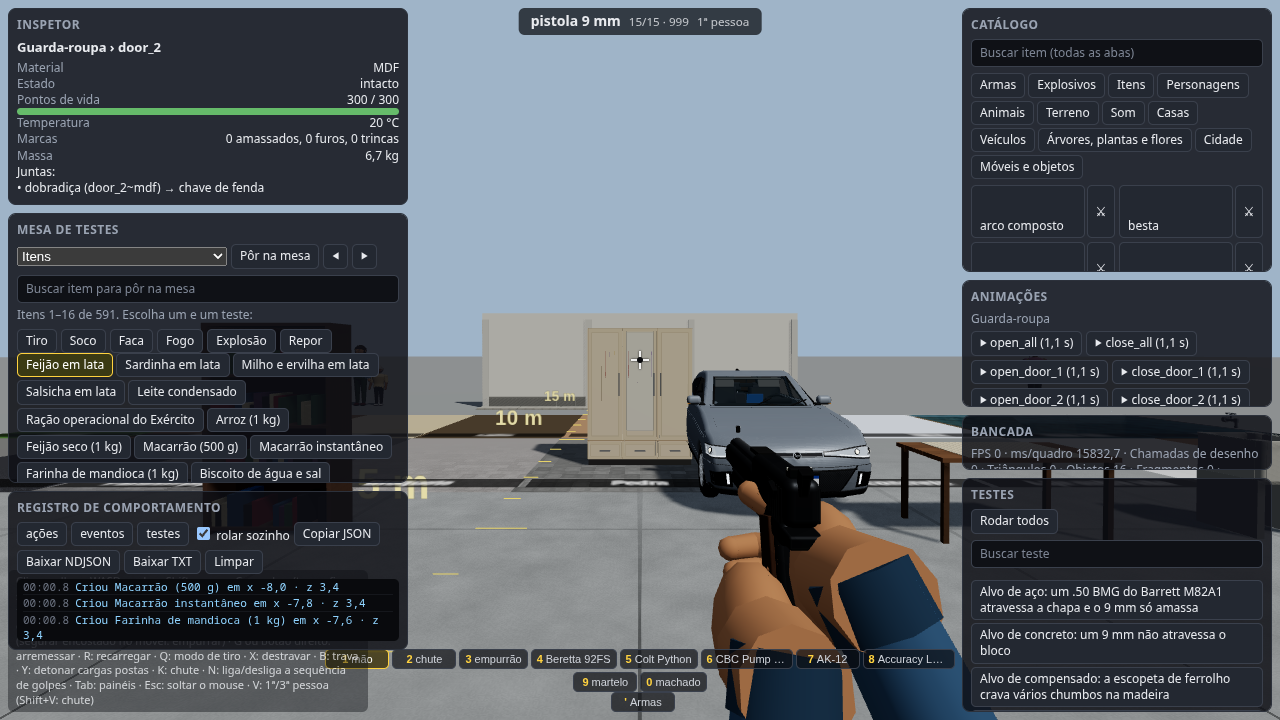 INSPETOR
Guarda-roupa › door_2
Material MDF
Estado intacto
Pontos de vida 300 / 300
Temperatura 20 °C
Marcas 0 amassados, 0 furos, 0 trincas
Massa 6,7 kg
Juntas:
• dobradiça (door_2~mdf) → chave de fenda
MESA DE TESTES
Itens Pôr na mesa ◂ ▸
Buscar item para pôr na mesa
Itens 1–16 de 591. Escolha um e um teste:
Tiro Soco Faca Fogo Explosão Repor
Feijão em lata Sardinha em lata Milho e ervilha em lata
Salsicha em lata Leite condensado
Ração operacional do Exército Arroz (1 kg)
Feijão seco (1 kg) Macarrão (500 g) Macarrão instantâneo
Farinha de mandioca (1 kg) Biscoito de água e sal
REGISTRO DE COMPORTAMENTO
ações eventos testes rolar sozinho Copiar JSON
Baixar NDJSON Baixar TXT Limpar
00:00.8 Criou Macarrão (500 g) em x -8,0 · z 3,4
00:00.8 Criou Macarrão instantâneo em x -7,8 · z 3,4
00:00.8 Criou Farinha de mandioca (1 kg) em x -7,6 · z
3,4
arremessar · R: recarregar · Q: modo de tiro · X: destravar · B: trava
· Y: detonar cargas postas · K: chute · N: liga/desliga a sequência
de golpes · Tab: painéis · Esc: soltar o mouse · V: 1ª/3ª pessoa
(Shift+V: chute)
pistola 9 mm 15/15 · 999 1ª pessoa
15 m
10 m
5 m
1 mão 2 chute 3 empurrão 4 Beretta 92FS 5 Colt Python 6 CBC Pump … 7 AK-12 8 Accuracy L…
9 martelo 0 machado
' Armas
CATÁLOGO
Buscar item (todas as abas)
Armas Explosivos Itens Personagens
Animais Terreno Som Casas
Veículos Árvores, plantas e flores Cidade
Móveis e objetos
arco composto ⚔ besta ⚔
⚔ ⚔
ANIMAÇÕES
Guarda-roupa
▸ open_all (1,1 s) ▸ close_all (1,1 s)
▸ open_door_1 (1,1 s) ▸ close_door_1 (1,1 s)
▸ open_door_2 (1,1 s) ▸ close_door_2 (1,1 s)
BANCADA
FPS 0 · ms/quadro 15832,7 · Chamadas de desenho
0 · Triângulos 0 · Objetos 16 · Fragmentos 0 ·
TESTES
Rodar todos
Buscar teste
Alvo de aço: um .50 BMG do Barrett M82A1
atravessa a chapa e o 9 mm só amassa
Alvo de concreto: um 9 mm não atravessa o
bloco
Alvo de compensado: a escopeta de ferrolho
crava vários chumbos na madeira